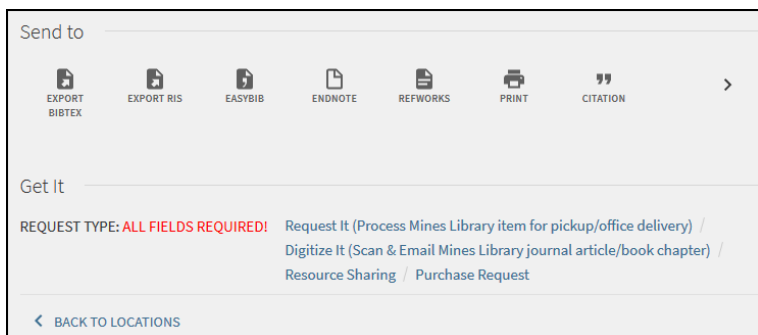 Send to
EXPORT BIBTEX
EXPORT RIS
EASYBIB
ENDNOTE
REFWORKS
PRINT
CITATION
Get It
REQUEST TYPE: ALL FIELDS REQUIRED! Request It (Process Mines Library item for pickup/office delivery) /
Digitize It (Scan & Email Mines Library journal article/book chapter) /
Resource Sharing / Purchase Request
BACK TO LOCATIONS